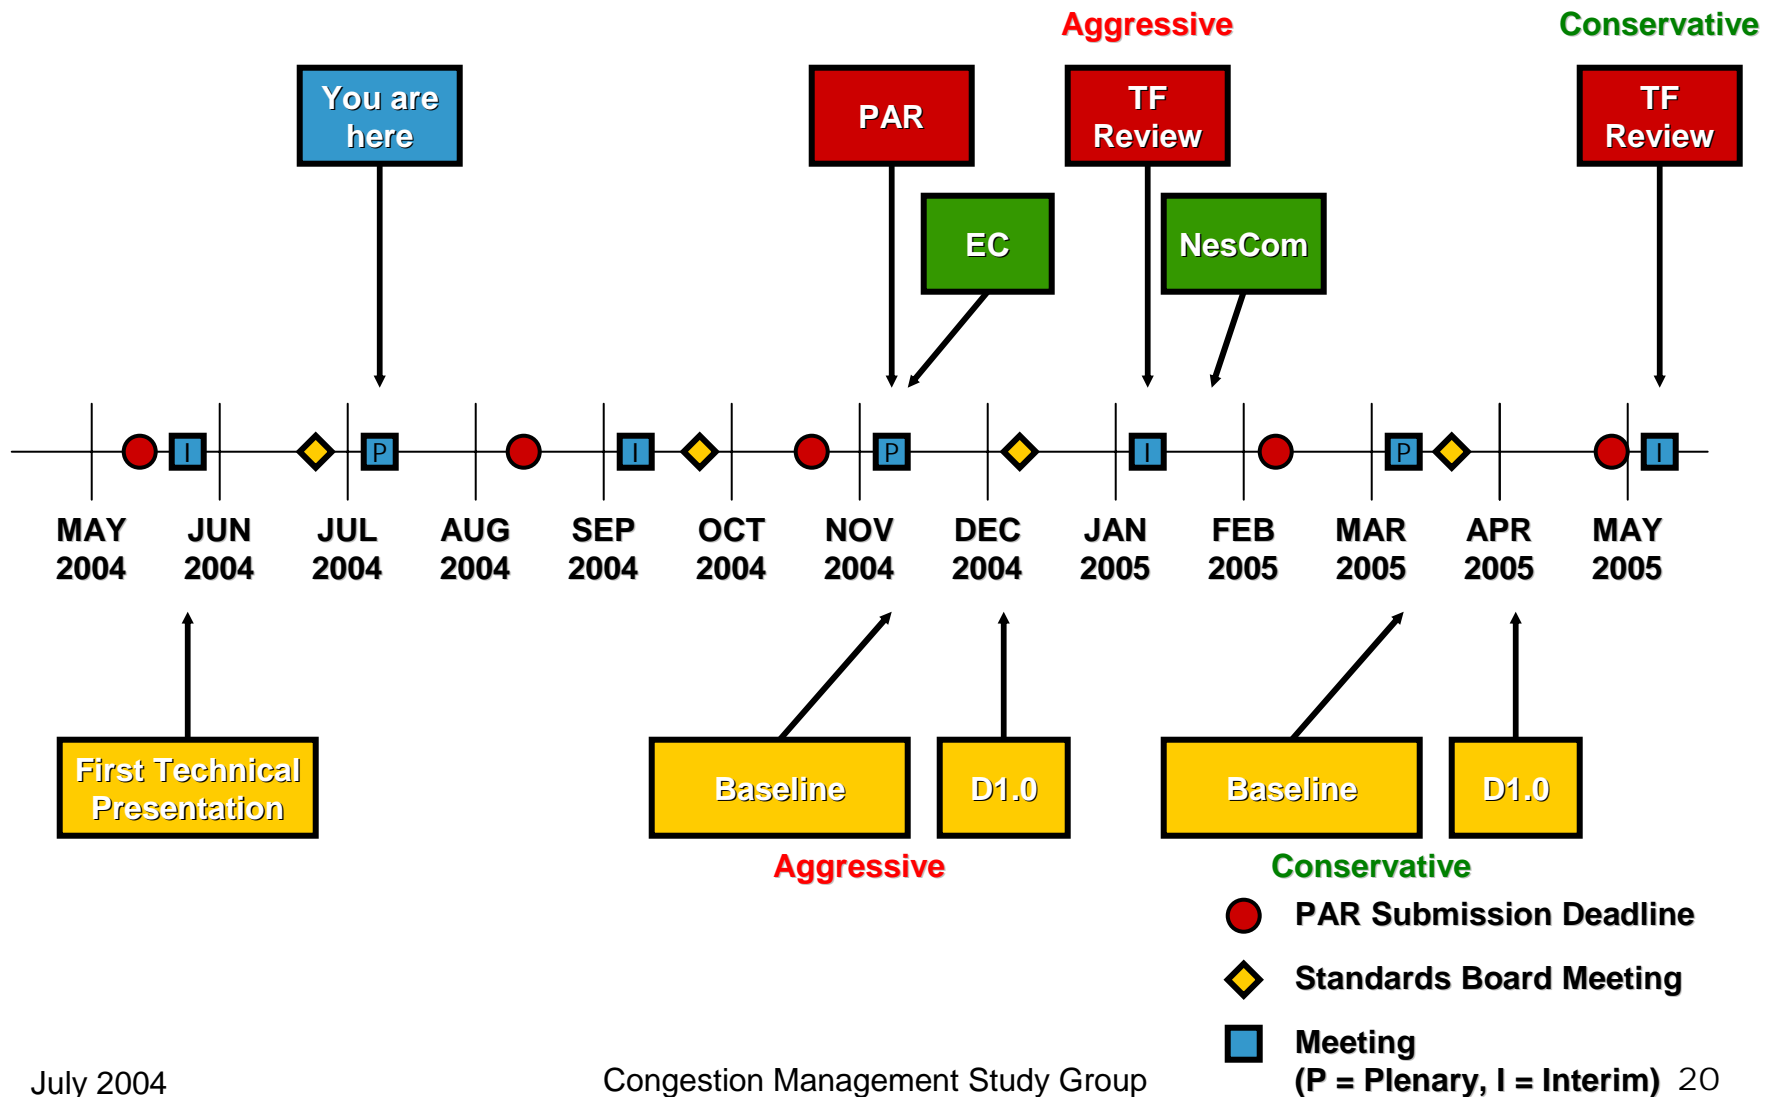 Aggressive
Conservative
You are
here
PAR
TF
Review
TF
Review
EC
NesCom
I
P
I
P
I
P
I
MAY
2004
JUN
2004
JUL
2004
AUG
2004
SEP
2004
OCT
2004
NOV
2004
DEC
2004
JAN
2005
FEB
2005
MAR
2005
APR
2005
MAY
2005
First Technical
Presentation
Baseline
D1.0
Baseline
D1.0
Aggressive
Conservative
PAR Submission Deadline
Standards Board Meeting
Meeting
(P = Plenary, I = Interim)
July 2004
Congestion Management Study Group
20